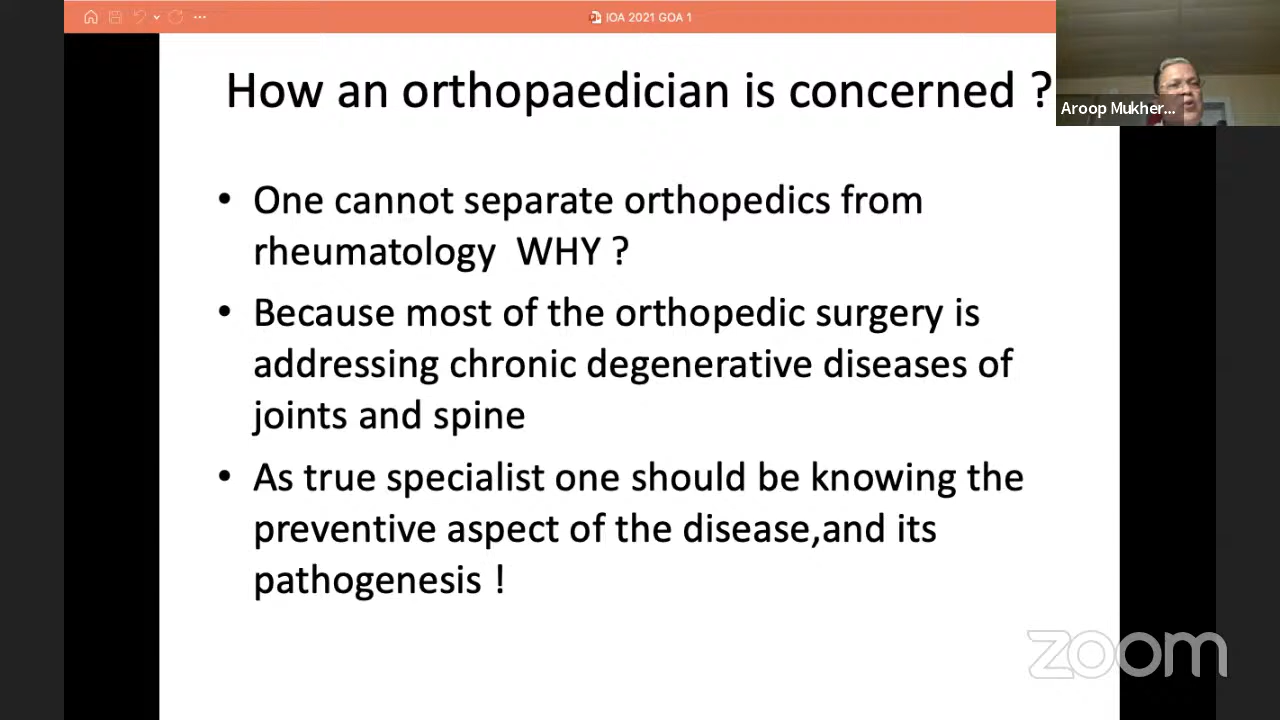 IOA 2021 GOA 1
How an orthopaedician is concerned ?
Aroop Mukher...
• One cannot separate orthopedics from
rheumatology  WHY ?
• Because most of the orthopedic surgery is
addressing chronic degenerative diseases of
joints and spine
• As true specialist one should be knowing the
preventive aspect of the disease,and its
pathogenesis !
zoom